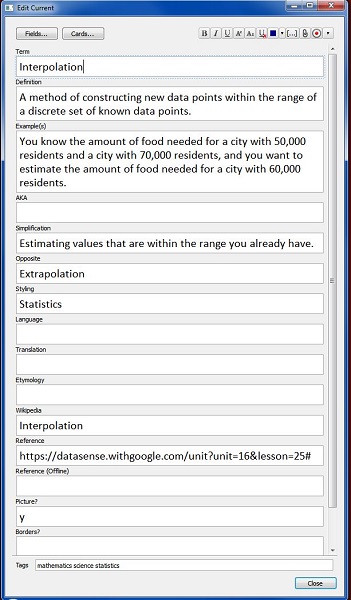 Edit Current
Fields... Cards...
B I U
Term
Interpolation
Definition
A method of constructing new data points within the range of
a discrete set of known data points.
Example(s)
You know the amount of food needed for a city with 50,000
residents and a city with 70,000 residents, and you want to
estimate the amount of food needed for a city with 60,000
residents.
AKA
Simplification
Estimating values that are within the range you already have.
Opposite
Extrapolation
Styling
Statistics
Language
Translation
Etymology
Wikipedia
Interpolation
Reference
https://datasense.withgoogle.com/unit?unit=16&lesson=25#
Reference (Offline)
Picture?
y
Borders?
Tags mathematics science statistics
Close